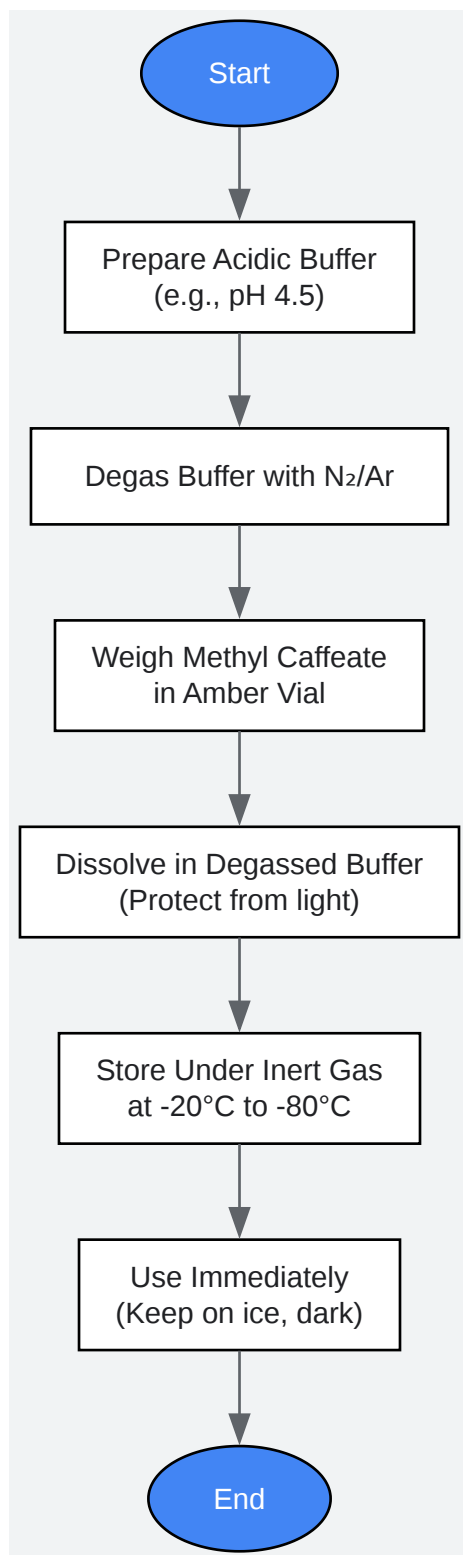 Start
Prepare Acidic Buffer
(e.g., pH 4.5)
Degas Buffer with N₂/Ar
Weigh Methyl Caffeate
in Amber Vial
Dissolve in Degassed Buffer
(Protect from light)
Store Under Inert Gas
at -20°C to -80°C
Use Immediately
(Keep on ice, dark)
End